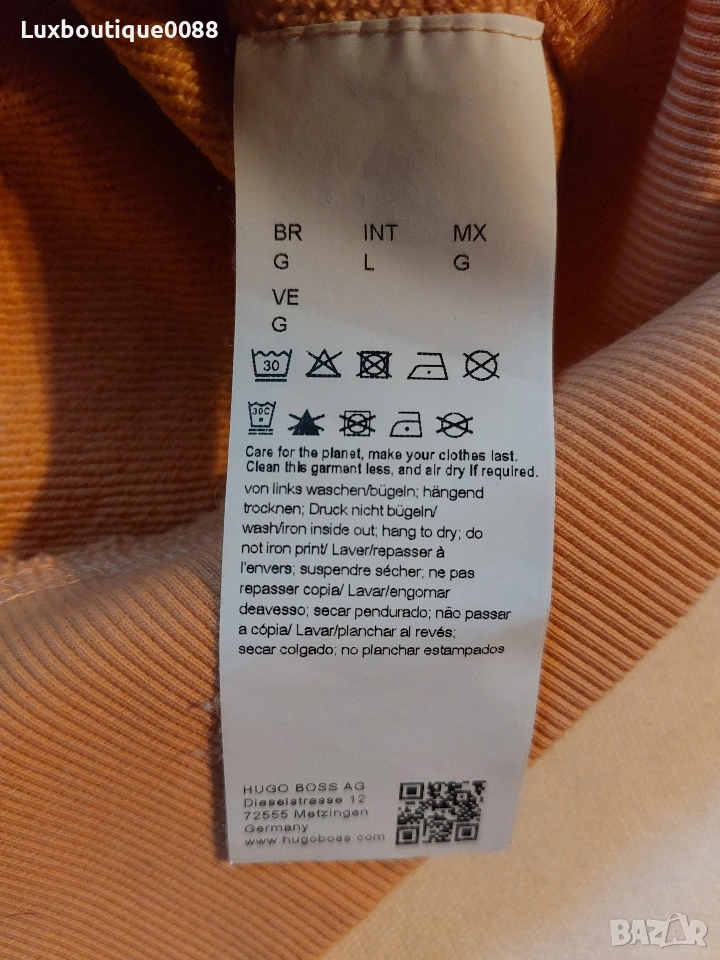 Luxboutique0088
BR INT MX
G L G
VE
G
30
30C
Care for the planet, make your clothes last.
Clean this garment less, and air dry if required.
von links waschen/bügeln; hängend
trocknen; Druck nicht bügeln/
wash/iron inside out; hang to dry; do
not iron print/ Laver/repasser à
l'envers; suspendre sécher; ne pas
repasser copia/ Lavar/engomar
deavesso; secar pendurado; não passar
a cópia/ Lavar/planchar al revés;
secar colgado; no planchar estampados
HUGO BOSS AG
Dieselstrasse 12
72555 Metzingen
Germany
www.hugoboss.com
BAZAR